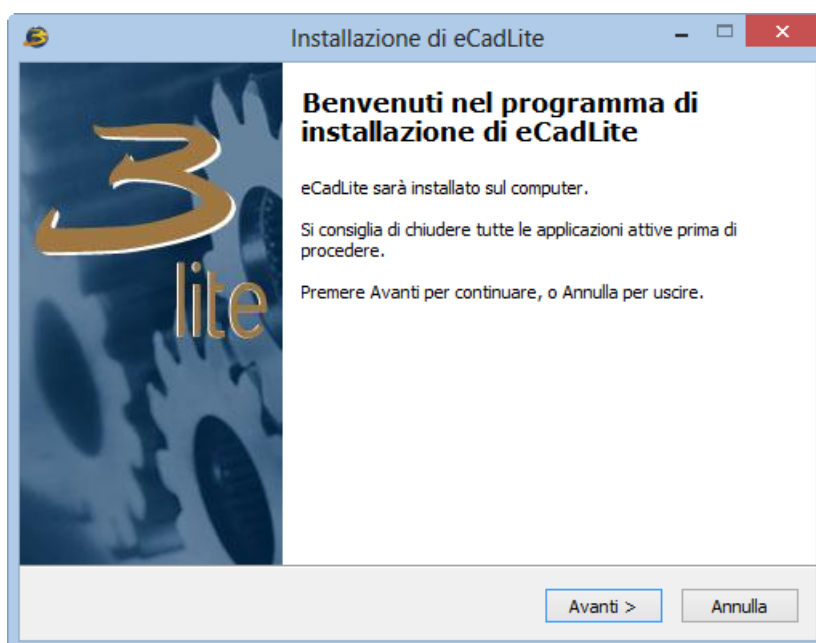 Installazione di eCadLite
3
lite
Benvenuti nel programma di
installazione di eCadLite
eCadLite sarà installato sul computer.
Si consiglia di chiudere tutte le applicazioni attive prima di
procedere.
Premere Avanti per continuare, o Annulla per uscire.
Avanti >
Annulla